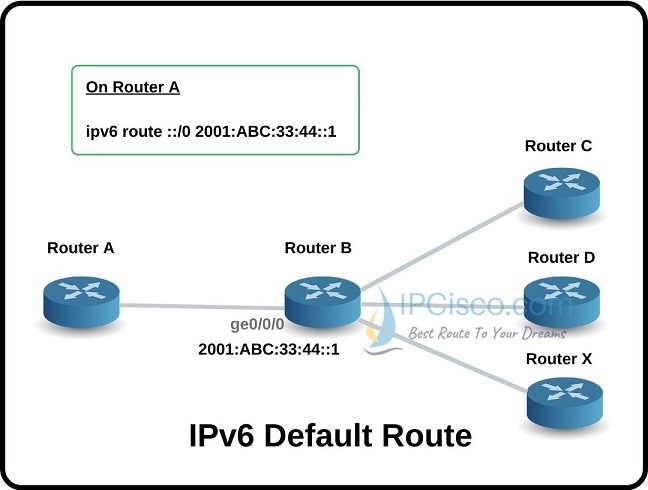 On Router A
ipv6 route ::/0 2001:ABC:33:44::1
Router C
Router A
Router B
Router D
IPCisco.com
ge0/0/0
Best Route To Your Dreams
2001:ABC:33:44::1
Router X
IPv6 Default Route